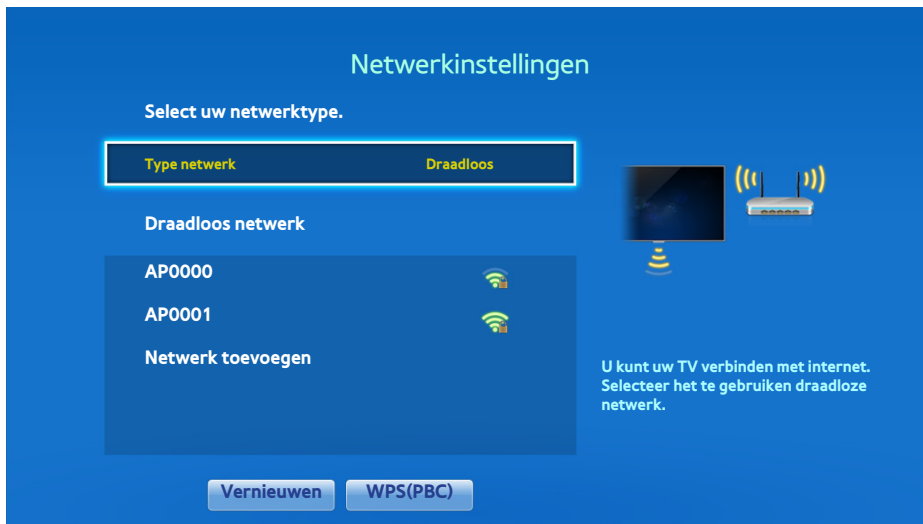 Netwerkinstellingen
Select uw netwerktype.
Type netwerk Draadloos
Draadloos netwerk
AP0000
AP0001
Netwerk toevoegen
U kunt uw TV verbinden met internet.
Selecteer het te gebruiken draadloze
netwerk.
Vernieuwen WPS(PBC)